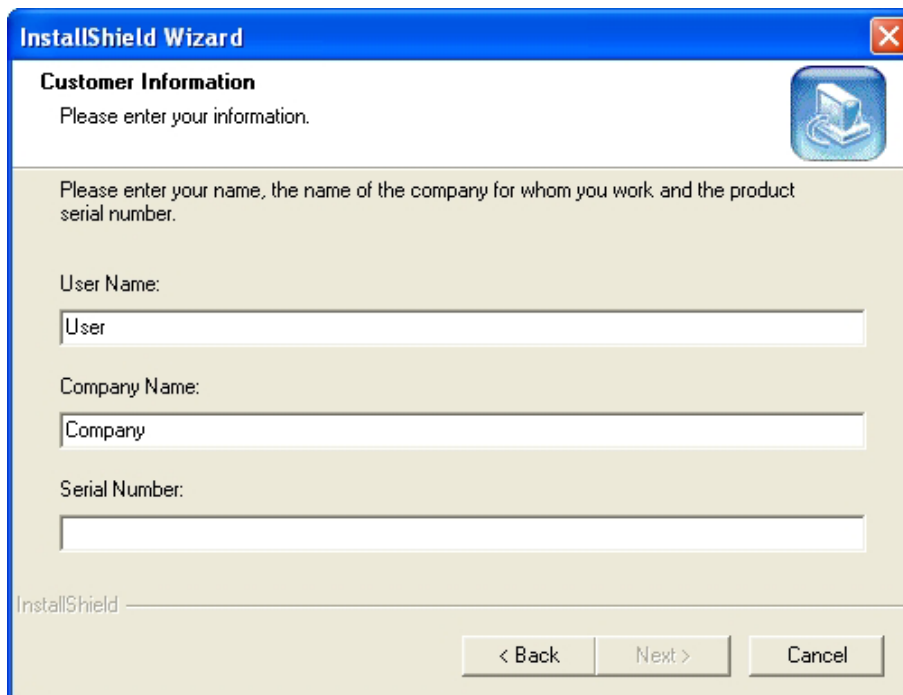 InstallShield Wizard
Customer Information
Please enter your information.
Please enter your name, the name of the company for whom you work and the product
serial number.
User Name:
User
Company Name:
Company
Serial Number:
InstallShield
< Back Next > Cancel